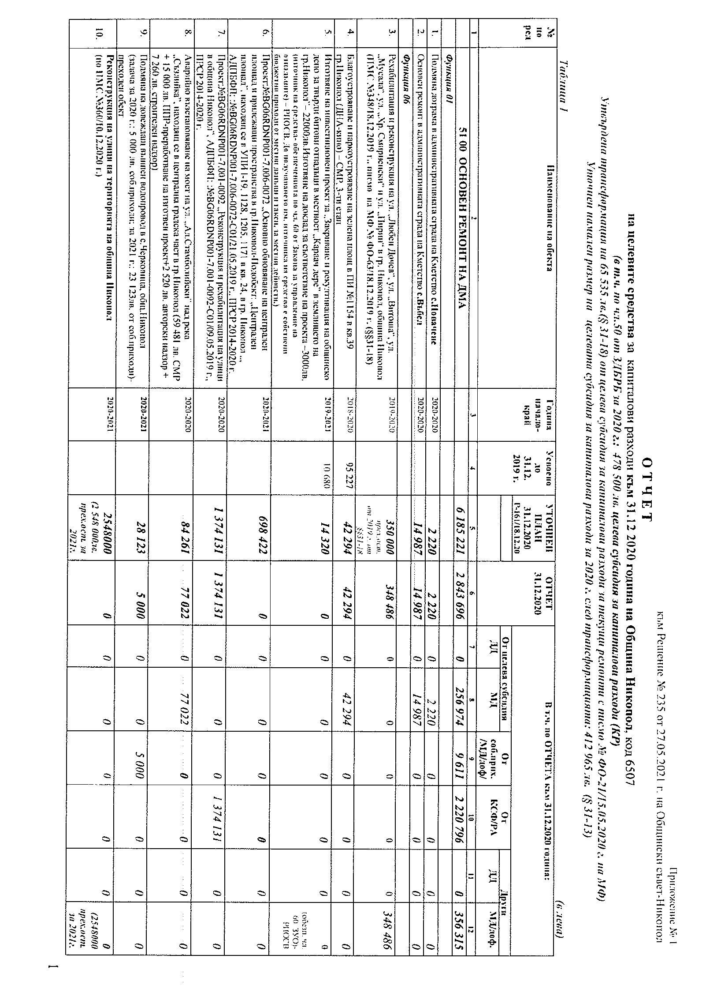 Приложение № 1
към Решение № 235 от 27.05.2021 г. на Общински съвет-Никопол
О Т Ч Е Т
на целевите средства за капиталови разходи към 31.12 2020 година на Община Никопол, код 6507
(в т.ч. по чл.50 от ЗДБРБ за 2020 г.: 478 500 лв. целева субсидия за капиталови разходи (КР)
Утвърдена трансформация на 65 535 лв.(§ 31-18) от целева субсидия за капиталови разходи за текущи ремонти с писмо № ФО-21/15.05.2020 г. на МФ)
Уточнен намален размер на целевата субсидия за капиталови разходи за 2020 г. след трансформацията: 412 965 лв. (§ 31-13)
Таблица 1
(в лева)
№ по ред
Наименование на обекта
Година начало-край
Усвоено до 31.12. 2019 г.
УТОЧНЕН ПЛАН 31.12.2020 Р-161/18.12.20
ОТЧЕТ 31.12.2020
В т.ч. по ОТЧЕТА към 31.12.2020 година:
От целева субсидия
ДД
МД
От соб.прих. /МД/доф/
От КСФ/РА
Други
ДД
МД/доф.
1 2 3 4 5 6 7 8 9 10 11 12
51 00 ОСНОВЕН РЕМОНТ НА ДМА 6 185 221 2 843 696 0 256 974 9 611 2 220 796 0 356 315
Функция 01
1. Подмяна дограма в административната сграда на Кметство с.Новачене 2020-2020 2 220 2 220 0 2 220 0 0 0 0
2. Основен ремонт в административната сграда на Кметство с.Въбел 2020-2020 14 987 14 987 0 14 987 0 0 0 0
Функция 06
3. Рехабилитация и реконструкция на ул. „Любен Дочев“, ул. „Витоша“, ул.
„Мусала“, ул. „Хр. Смирненски“ и ул. „Пирин“ в гр. Никопол, община Никопол
(ПМС №348/18.12.2019 г., писмо на МФ № ФО-63/18.12.2019 г. (§§31-18)
2019-2020 350 000 348 486 0 0 0 0 0 348 486
прех.ост.
от 2019 г. от
§§31-18
4. Благоустрояване и паркоустрояване на зелена площ в ПИ №1154 в кв.39
гр.Никопол (ДНА-кино) – СМР, 3-ти етап
2018-2020 95 227 42 294 42 294 0 42 294 0 0 0 0
5. Изготвяне на инвестиционен проект за „Закриване и рекултивация на общинско
депо за твърди битови отпадъци в местност „Караач дере“ в землището на
гр.Никопол“ – 22000лв.Изготвяне на доклад за съответствие на проекта –3000лв.
(източник на средства- обезпеченията по чл. 60 от Закона за управление на
отпадъците) – РИОСВ. До получаването им, източника на средства е собствени
бюджетни приходи от местни данъци и такси, за местни дейности.)
2019-2021 10 680 14 320 0 0 0 0 0 0 0
(обезп. чл.
60 ЗУО)-
РИОСВ
6. Проект:№BG06RDNP001-7.006-0072 „Основно обновяване на централен
площад и прилежащи пространства в гр.Никопол-Подобект: „Централен
площад“, находящ се в УПИ I-19, 1128, 1205, 1171 в кв. 24, в гр. Никопол „,
АДПБФП: :№BG06RDNP001-7.006-0072-C01/21.05.2019 г., ПРСР 2014-2020 г.
2020-2021 698 422 0 0 0 0 0 0 0
7. Проект:№BG06RDNP001-7.001-0092 „Реконструкция и рехабилитация на улици
в община Никопол“, АДПБФП: :№BG06RDNP001-7.001-0092-C01/09.05.2019 г.,
ПРСР 2014-2020 г.
2020-2020 1 374 131 1 374 131 0 0 0 1 374 131 0 0
8. Аварийно възстановяване на мост на ул. „Ал.Стамболийски“ над река
„Съзлийка“, находящ се в централна градска част в гр.Никопол (59 481 лв. СМР
+ 15 000 лв. ППР-преработване на изготвен проект+2 520 лв. авторски надзор +
7 260 лв. строителен надзор)
2020-2020 84 261 77 022 0 77 022 0 0 0 0
9. Подмяна на довеждащ външен водопровод в с.Черковица, общ.Никопол
(задача за 2020 г.: 5 000 лв. соб.приходи; за 2021 г.: 23 123лв. от соб.приходи)-
преходен обект
2020-2021 28 123 5 000 0 0 5 000 0 0 0
10. Реконструкция на улици на територията на община Никопол
(по ПМС №360/10.12.2020 г.)
2020-2021 2548000 0 0 0 0 0 0 0
(2 548 000лв.
прех.ост. за
2021г.
(2548000
прех.ост.
за 2021г.
1